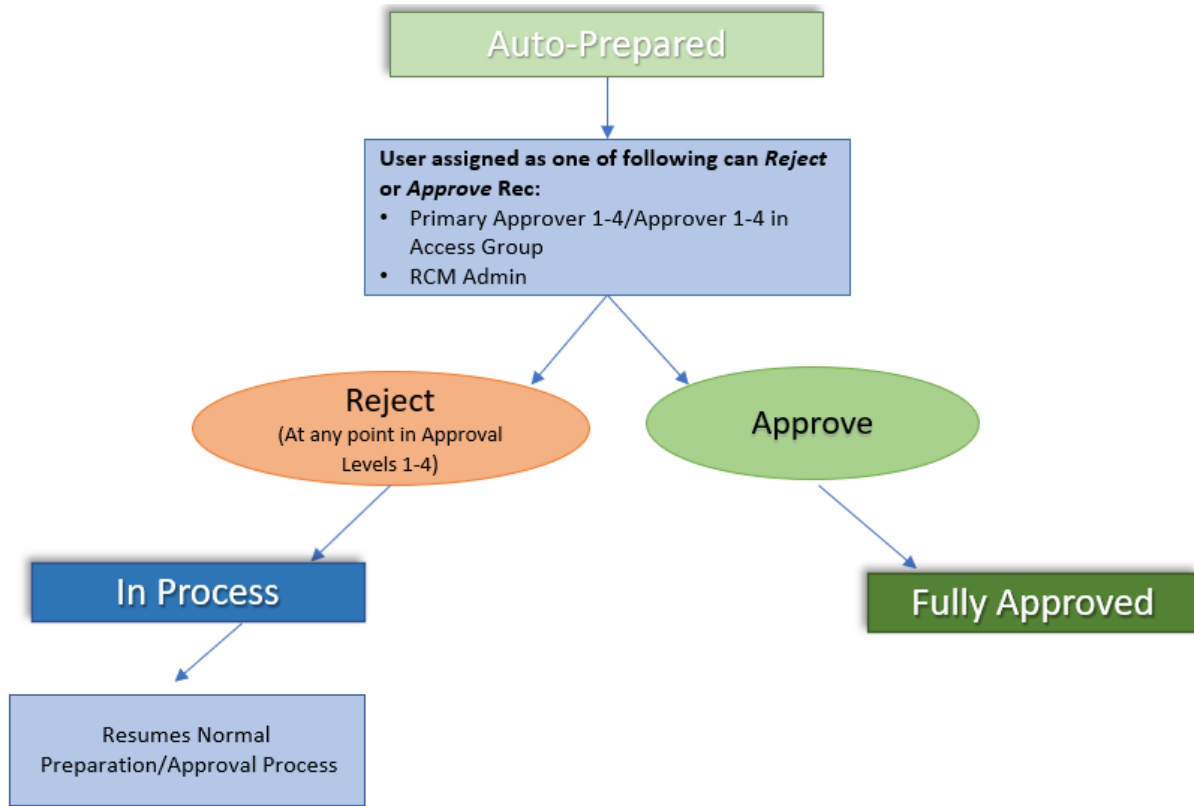 Auto-Prepared
User assigned as one of following can Reject
or Approve Rec:
• Primary Approver 1-4/Approver 1-4 in
Access Group
• RCM Admin
Reject
(At any point in Approval
Levels 1-4)
Approve
In Process
Fully Approved
Resumes Normal
Preparation/Approval Process